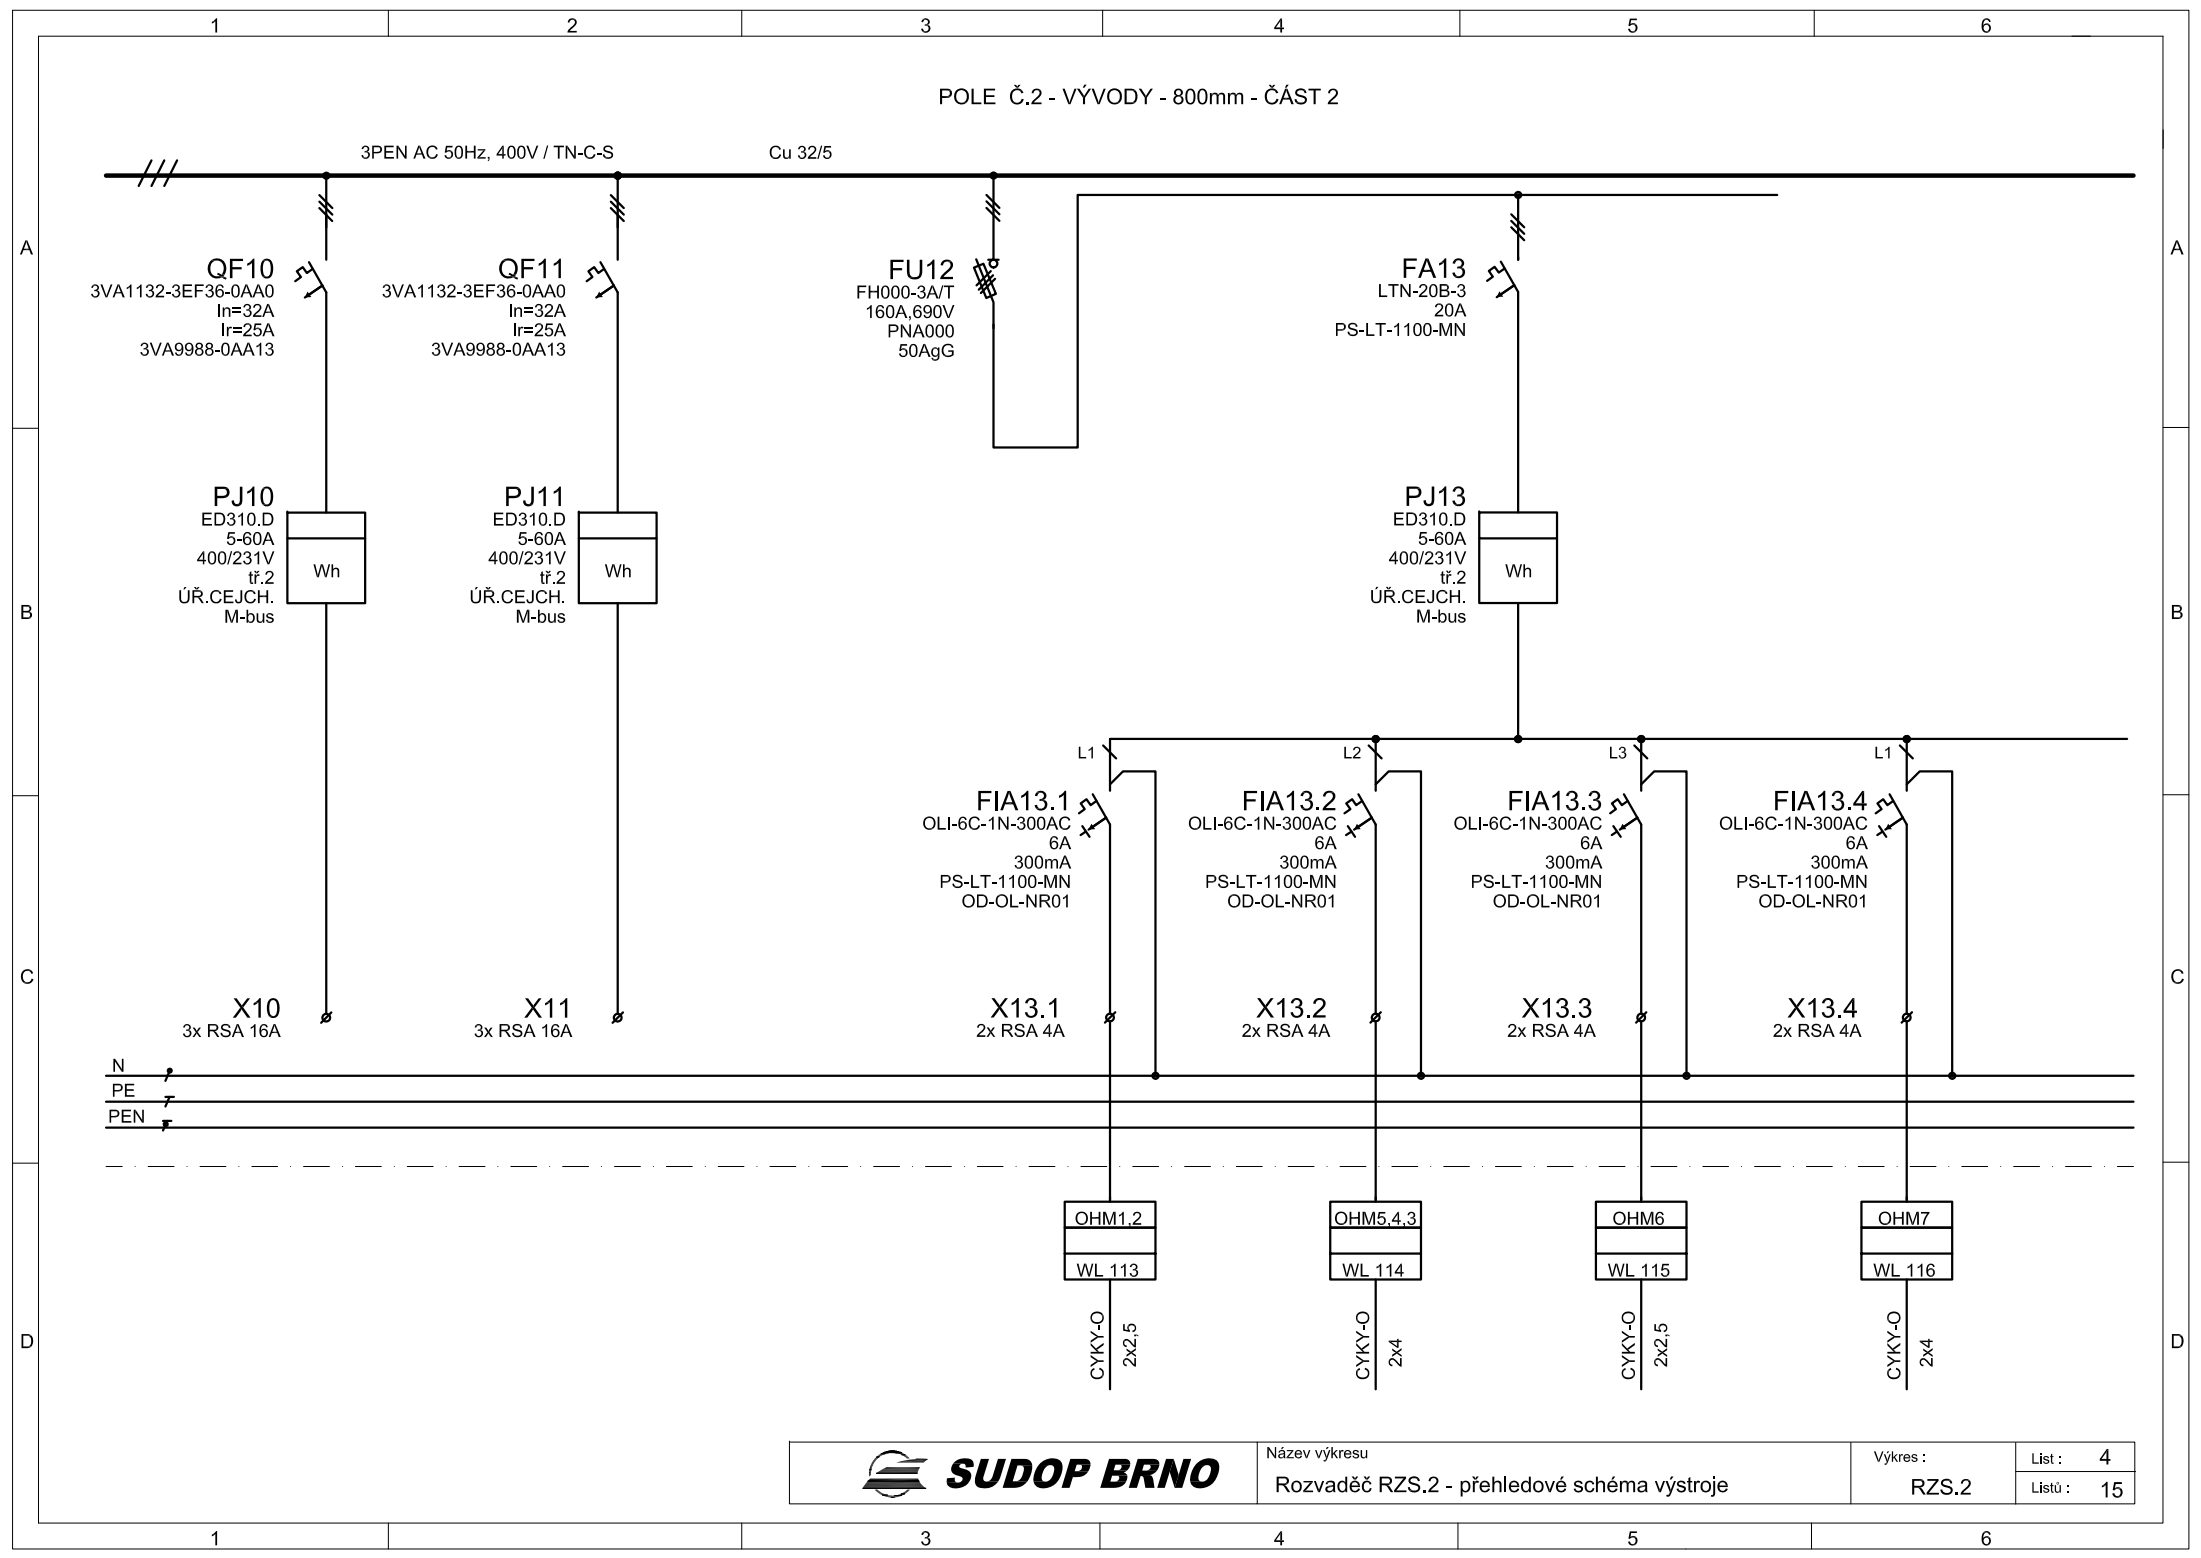 1 2 3 4 5 6
POLE Č.2 - VÝVODY - 800mm - ČÁST 2
3PEN AC 50Hz, 400V / TN-C-S
Cu 32/5
A
A
QF10
3VA1132-3EF36-0AA0
In=32A
Ir=25A
3VA9988-0AA13
QF11
3VA1132-3EF36-0AA0
In=32A
Ir=25A
3VA9988-0AA13
FU12
FH000-3A/T
160A,690V
PNA000
50AgG
FA13
LTN-20B-3
20A
PS-LT-1100-MN
B
B
PJ10
ED310.D
5-60A
400/231V
tř.2
ÚŘ.CEJCH.
M-bus
Wh
PJ11
ED310.D
5-60A
400/231V
tř.2
ÚŘ.CEJCH.
M-bus
Wh
PJ13
ED310.D
5-60A
400/231V
tř.2
ÚŘ.CEJCH.
M-bus
Wh
L1
L2
L3
L1
FIA13.1
OLI-6C-1N-300AC
6A
300mA
PS-LT-1100-MN
OD-OL-NR01
FIA13.2
OLI-6C-1N-300AC
6A
300mA
PS-LT-1100-MN
OD-OL-NR01
FIA13.3
OLI-6C-1N-300AC
6A
300mA
PS-LT-1100-MN
OD-OL-NR01
FIA13.4
OLI-6C-1N-300AC
6A
300mA
PS-LT-1100-MN
OD-OL-NR01
C
C
X10
3x RSA 16A
X11
3x RSA 16A
X13.1
2x RSA 4A
X13.2
2x RSA 4A
X13.3
2x RSA 4A
X13.4
2x RSA 4A
N
PE
PEN
OHM1,2
WL 113
CYKY-O
2x2,5
OHM5,4,3
WL 114
CYKY-O
2x4
OHM6
WL 115
CYKY-O
2x2,5
OHM7
WL 116
CYKY-O
2x4
D
D
SUDOP BRNO
Název výkresu
Rozvaděč RZS.2 - přehledové schéma výstroje
Výkres :
RZS.2
List : 4
Listů : 15
1 2 3 4 5 6